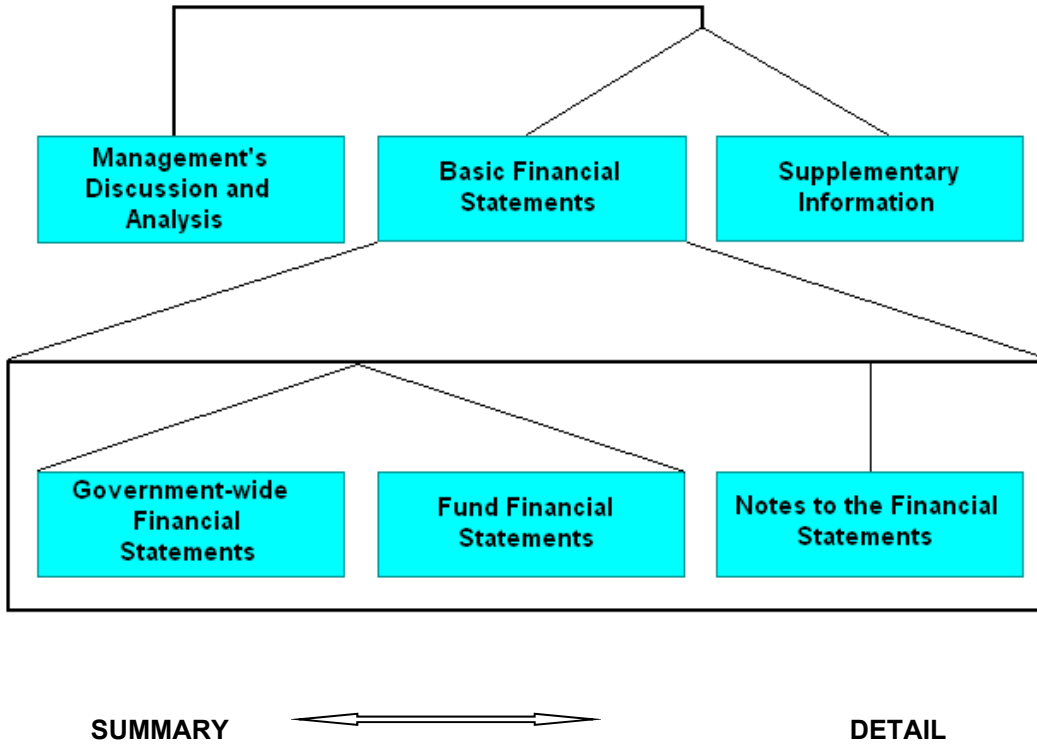 Management's
Discussion and
Analysis
Basic Financial
Statements
Supplementary
Information
Government-wide
Financial
Statements
Fund Financial
Statements
Notes to the Financial
Statements
SUMMARY
DETAIL